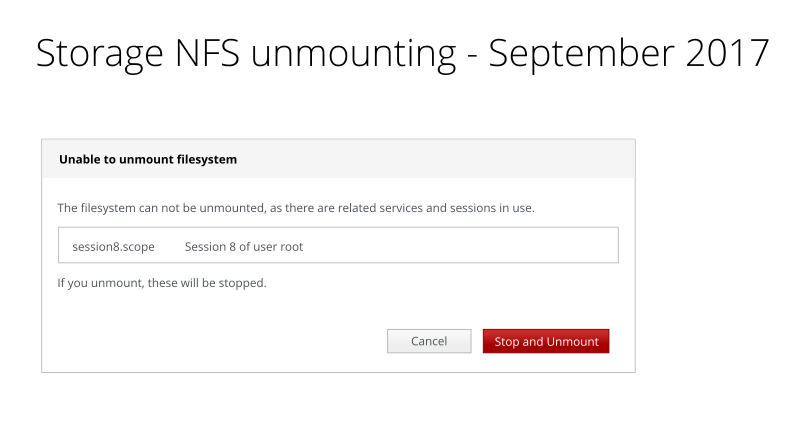 Storage NFS unmounting - September 2017
Unable to unmount filesystem
The filesystem can not be unmounted, as there are related services and sessions in use.
session8.scope Session 8 of user root
If you unmount, these will be stopped.
Cancel Stop and Unmount